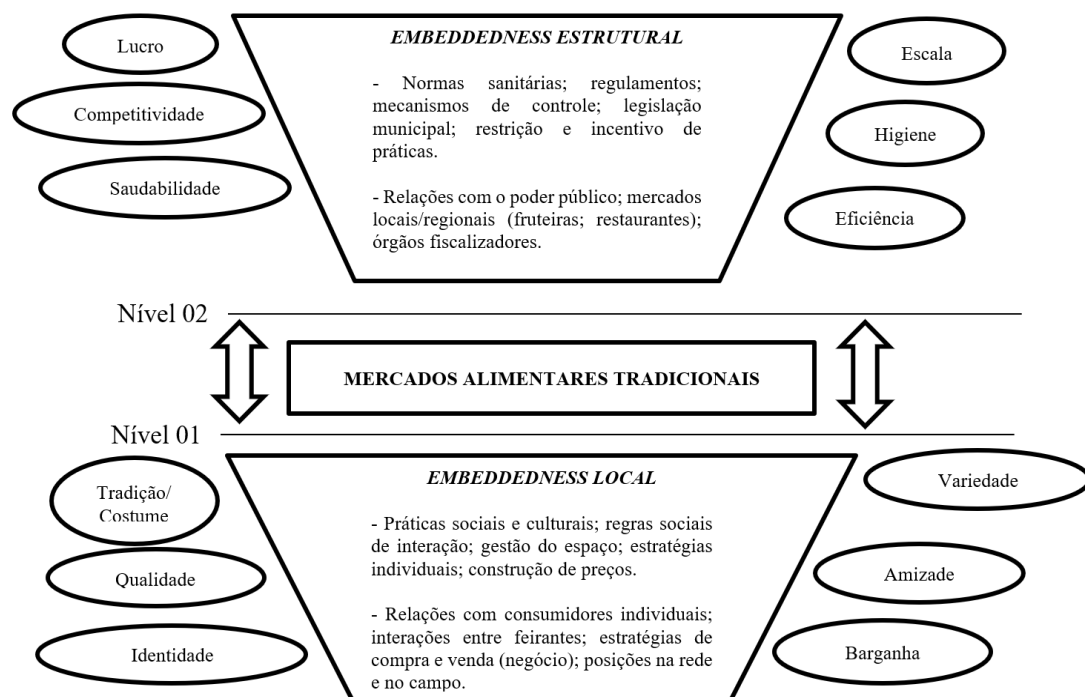 Lucro
Competitividade
Saudabilidade
EMBEDDEDNESS ESTRUTURAL
- Normas sanitárias; regulamentos;
mecanismos de controle; legislação
municipal; restrição e incentivo de
práticas.
- Relações com o poder público; mercados
locais/regionais (fruteiras; restaurantes);
órgãos fiscalizadores.
Escala
Higiene
Eficiência
Nível 02
MERCADOS ALIMENTARES TRADICIONAIS
Nível 01
Tradição/
Costume
Qualidade
Identidade
EMBEDDEDNESS LOCAL
- Práticas sociais e culturais; regras sociais
de interação; gestão do espaço; estratégias
individuais; construção de preços.
- Relações com consumidores individuais;
interações entre feirantes; estratégias de
compra e venda (negócio); posições na rede
e no campo.
Variedade
Amizade
Barganha